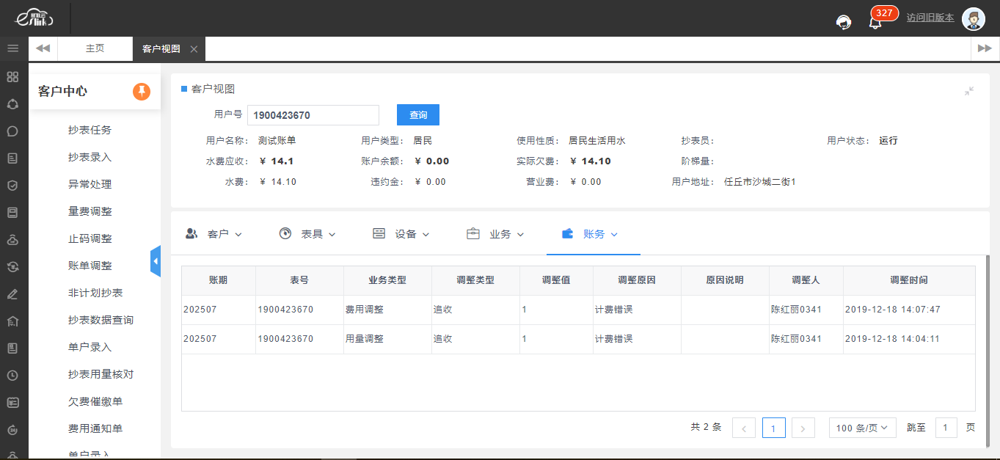 327
访问旧版本
主页
客户视图
客户中心
抄表任务
抄表录入
异常处理
量费调整
止码调整
账单调整
非计划抄表
抄表数据查询
单户录入
抄表用量核对
欠费催缴单
费用通知单
单户录入
客户视图
用户号 1900423670 查询
用户名称: 测试账单 用户类型: 居民 使用性质: 居民生活用水 抄表员: 用户状态: 运行
水费应收: ¥ 14.1 账户余额: ¥ 0.00 实际欠费: ¥ 14.10 阶梯量:
水费: ¥ 14.10 违约金: ¥ 0.00 营业费: ¥ 0.00 用户地址: 任丘市沙城二街1
客户 表具 设备 业务 账务
账期 表号 业务类型 调整类型 调整值 调整原因 原因说明 调整人 调整时间
202507 1900423670 费用调整 追收 1 计费错误 陈红丽0341 2019-12-18 14:07:47
202507 1900423670 用量调整 追收 1 计费错误 陈红丽0341 2019-12-18 14:04:11
共 2 条 < 1 > 100 条/页 跳至 1 页